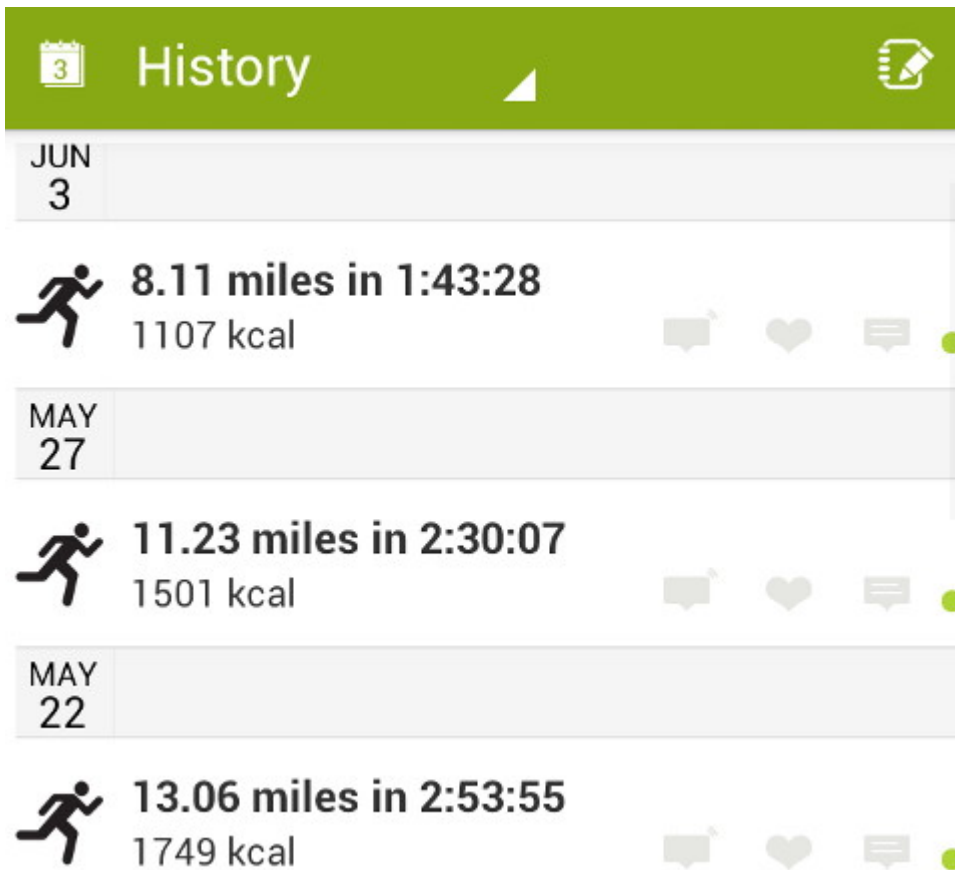 3 History
JUN
3
8.11 miles in 1:43:28
1107 kcal
MAY
27
11.23 miles in 2:30:07
1501 kcal
MAY
22
13.06 miles in 2:53:55
1749 kcal